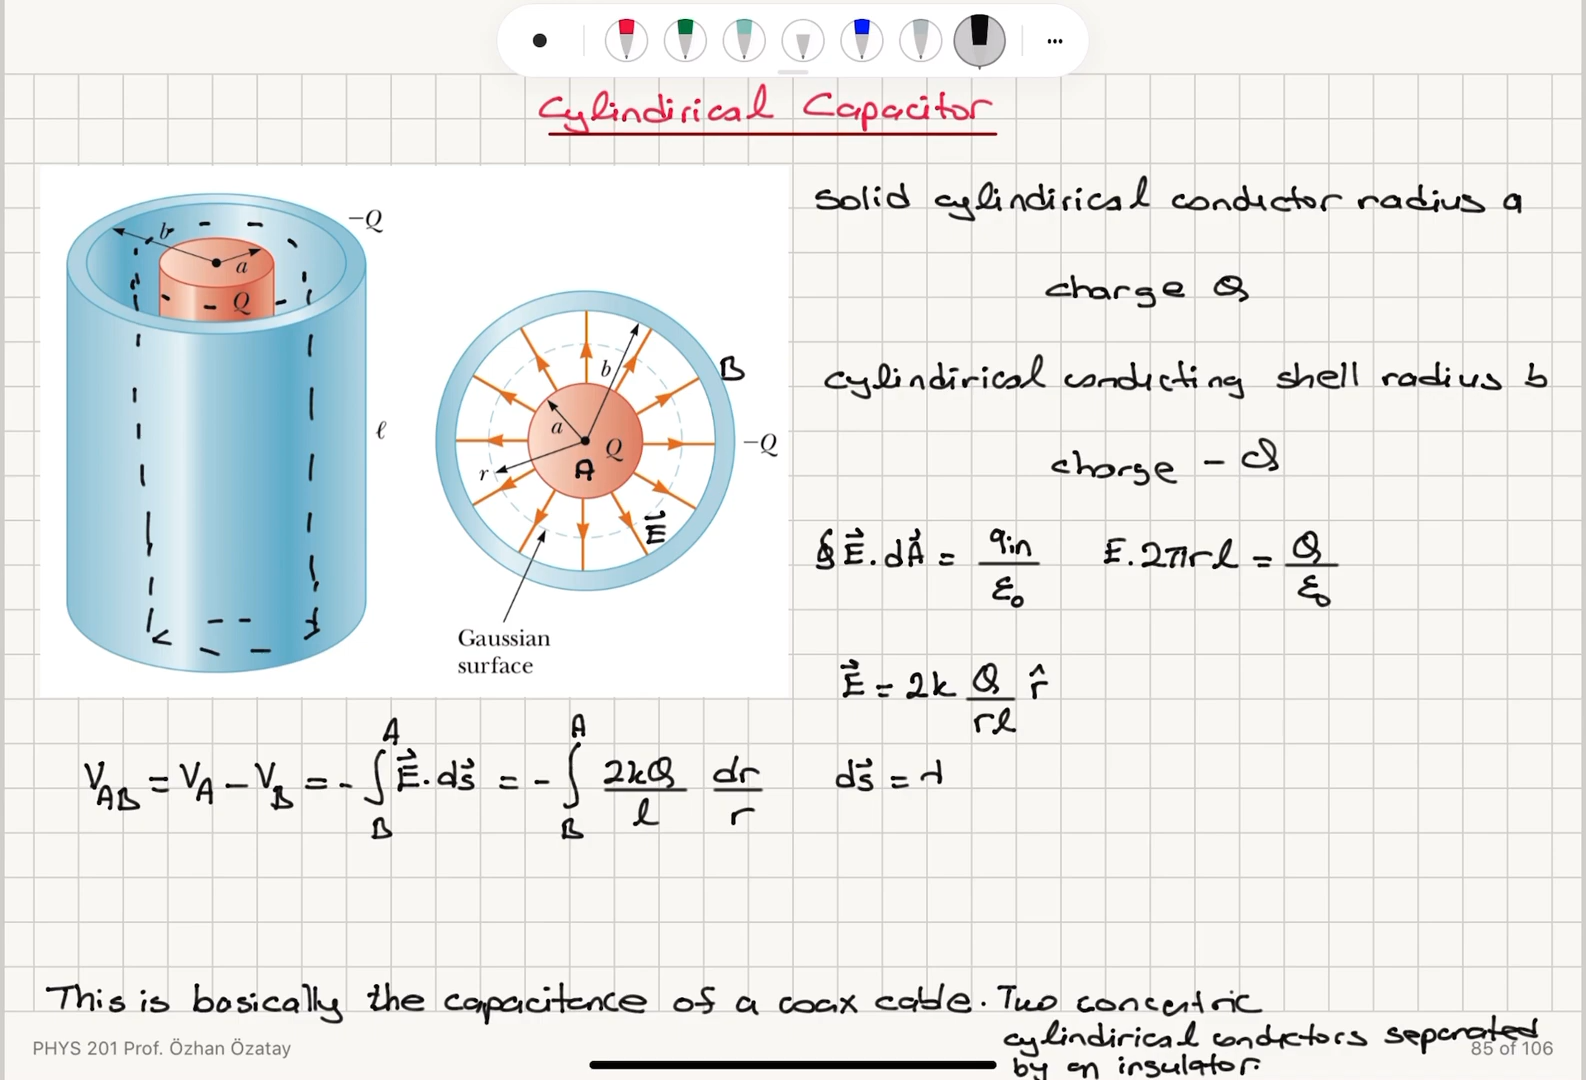 Cylindirical Capacitor
solid cylindirical conductor radius a
charge Q
cylindirical conducting shell radius b
charge - Q
-Q
b
a
Q
ℓ
b
B
a
Q
-Q
A
r
E⃗
Gaussian
surface
∮ E⃗ . dA⃗ = qin / ε₀   E . 2πrl = Q / ε₀
E⃗ = 2k Q / rl r̂
V_AB = V_A - V_B = - ∫_B^A E⃗ . ds⃗ = - ∫_B^A 2kQ / l dr / r   ds⃗ =
This is basically the capacitance of a coax cable. Two concentric
cylindirical conductors separated
by an insulator.
PHYS 201 Prof. Özhan Özatay
85 of 106